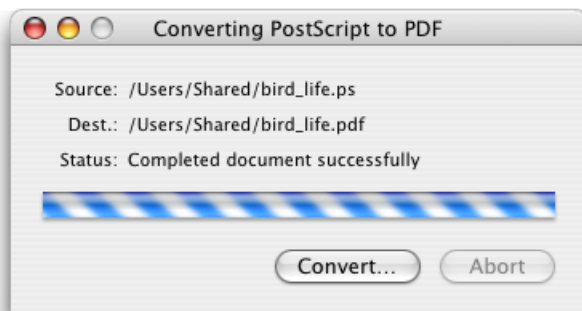 Converting PostScript to PDF
Source: /Users/Shared/bird_life.ps
Dest.: /Users/Shared/bird_life.pdf
Status: Completed document successfully
Convert... Abort